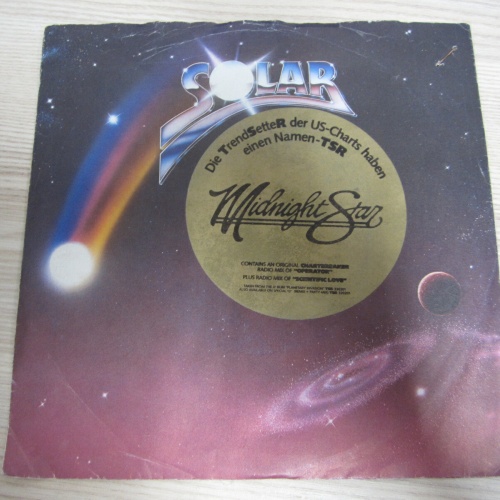 SOLAR
Die TrendSetteR der US-Charts haben
einen Namen-TSR
Midnight Star
CONTAINS AN ORIGINAL CHARTBREAKER
RADIO MIX OF "OPERATOR"
PLUS RADIO MIX OF "SCIENTIFIC LOVE"